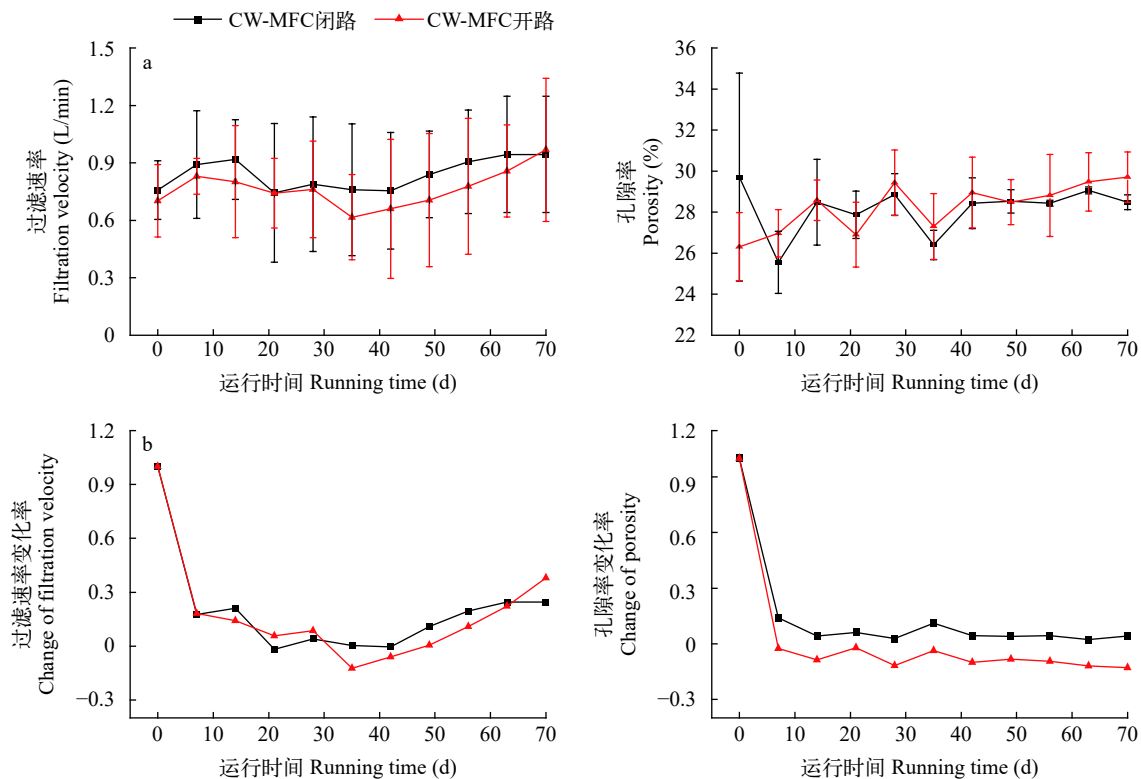 CW-MFC闭路 CW-MFC开路
a
过滤速率
Filtration velocity (L/min)
1.5
1.2
0.9
0.6
0.3
0
0 10 20 30 40 50 60 70
运行时间 Running time (d)
孔隙率
Porosity (%)
36
34
32
30
28
26
24
22
0 10 20 30 40 50 60 70
运行时间 Running time (d)
b
过滤速率变化率
Change of filtration velocity
1.2
0.9
0.6
0.3
0
−0.3
0 10 20 30 40 50 60 70
运行时间 Running time (d)
孔隙率变化率
Change of porosity
1.2
0.9
0.6
0.3
0
−0.3
0 10 20 30 40 50 60 70
运行时间 Running time (d)